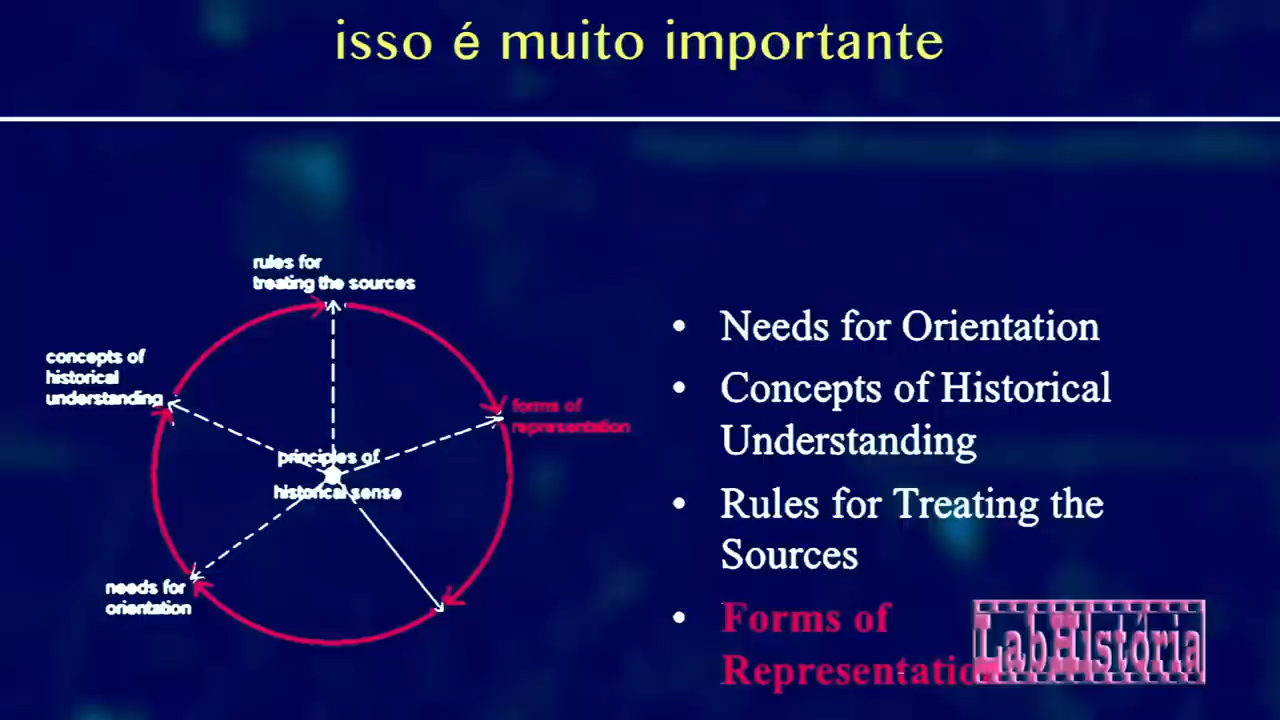 isso é muito importante
rules for
treating the sources
concepts of
historical
understanding
forms of
representation
principles of
historical sense
needs for
orientation
• Needs for Orientation
• Concepts of Historical
Understanding
• Rules for Treating the
Sources
• Forms of
Representation
LabHistória